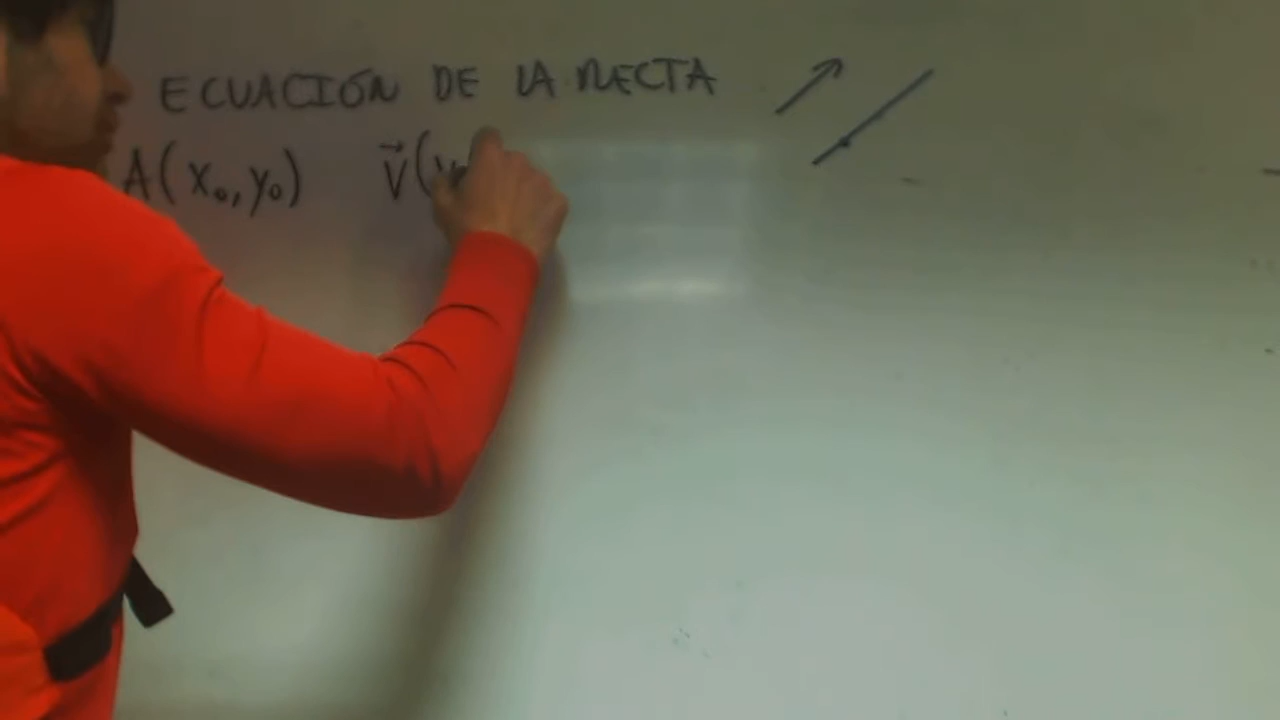 ECUACIÓN DE LA RECTA
A(x₀,y₀) v⃗(v